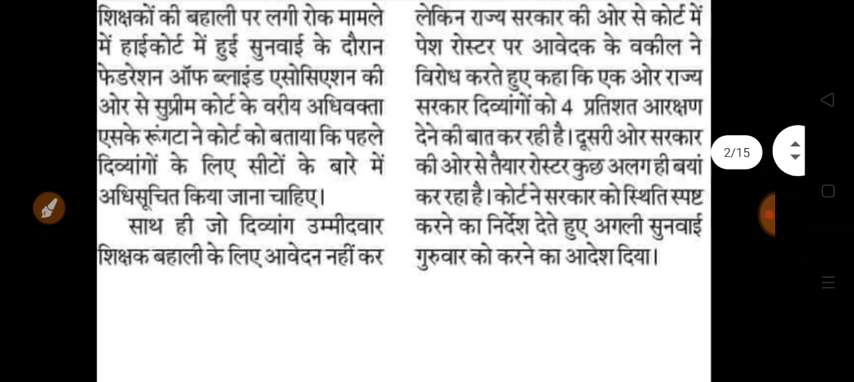 शिक्षकों की बहाली पर लगी रोक मामले
में हाईकोर्ट में हुई सुनवाई के दौरान
फेडरेशन ऑफ ब्लाइंड एसोसिएशन की
ओर से सुप्रीम कोर्ट के वरीय अधिवक्ता
एसके रूंगटा ने कोर्ट को बताया कि पहले
दिव्यांगों के लिए सीटों के बारे में
अधिसूचित किया जाना चाहिए।
साथ ही जो दिव्यांग उम्मीदवार
शिक्षक बहाली के लिए आवेदन नहीं कर
लेकिन राज्य सरकार की ओर से कोर्ट में
पेश रोस्टर पर आवेदक के वकील ने
विरोध करते हुए कहा कि एक ओर राज्य
सरकार दिव्यांगों को 4 प्रतिशत आरक्षण
देने की बात कर रही है। दूसरी ओर सरकार
की ओर से तैयार रोस्टर कुछ अलग ही बयां
कर रहा है। कोर्ट ने सरकार को स्थिति स्पष्ट
करने का निर्देश देते हुए अगली सुनवाई
गुरुवार को करने का आदेश दिया।
2/15